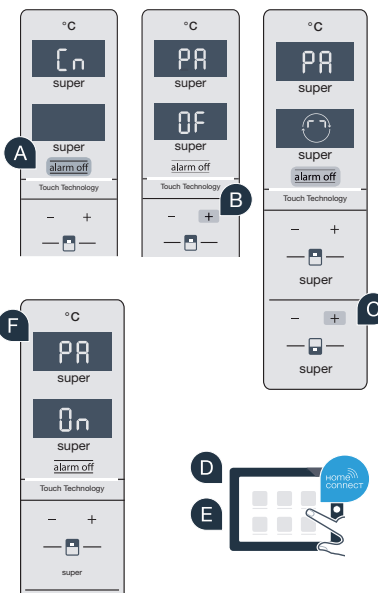 °C
Cn
super
super
A
alarm off
Touch Technology
- +
°C
PA
super
OF
super
alarm off
Touch Technology
B
- +
°C
PA
super
super
alarm off
Touch Technology
- +
super
- +
C
super
F
°C
PA
super
On
super
alarm off
Touch Technology
- +
super
D
E
HOME
CONNECT